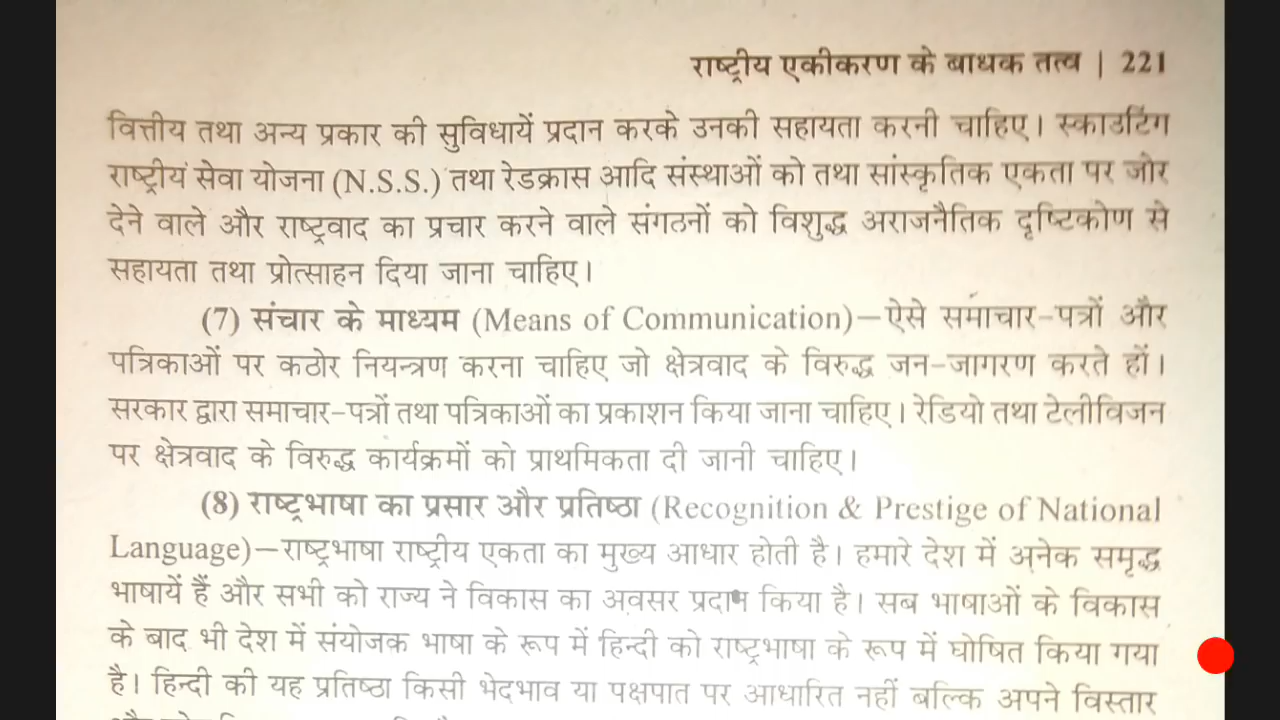 राष्ट्रीय एकीकरण के बाधक तत्व | 221
वित्तीय तथा अन्य प्रकार की सुविधायें प्रदान करके उनकी सहायता करनी चाहिए। स्काउटिंग
राष्ट्रीय सेवा योजना (N.S.S.) तथा रेडक्रास आदि संस्थाओं को तथा सांस्कृतिक एकता पर जोर
देने वाले और राष्ट्रवाद का प्रचार करने वाले संगठनों को विशुद्ध अराजनैतिक दृष्टिकोण से
सहायता तथा प्रोत्साहन दिया जाना चाहिए।
(7) संचार के माध्यम (Means of Communication)—ऐसे समाचार-पत्रों और
पत्रिकाओं पर कठोर नियन्त्रण करना चाहिए जो क्षेत्रवाद के विरुद्ध जन-जागरण करते हों।
सरकार द्वारा समाचार-पत्रों तथा पत्रिकाओं का प्रकाशन किया जाना चाहिए। रेडियो तथा टेलीविजन
पर क्षेत्रवाद के विरुद्ध कार्यक्रमों को प्राथमिकता दी जानी चाहिए।
(8) राष्ट्रभाषा का प्रसार और प्रतिष्ठा (Recognition & Prestige of National
Language)—राष्ट्रभाषा राष्ट्रीय एकता का मुख्य आधार होती है। हमारे देश में अनेक समृद्ध
भाषायें हैं और सभी को राज्य ने विकास का अवसर प्रदान किया है। सब भाषाओं के विकास
के बाद भी देश में संयोजक भाषा के रूप में हिन्दी को राष्ट्रभाषा के रूप में घोषित किया गया
है। हिन्दी की यह प्रतिष्ठा किसी भेदभाव या पक्षपात पर आधारित नहीं बल्कि अपने विस्तार